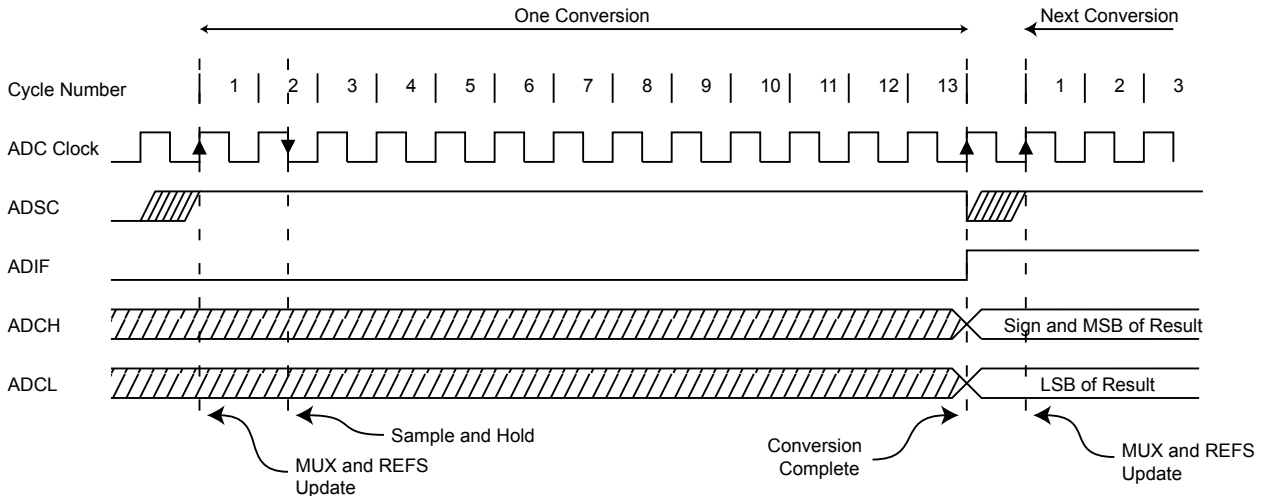 One Conversion
Next Conversion
Cycle Number 1 2 3 4 5 6 7 8 9 10 11 12 13 1 2 3
ADC Clock
ADSC
ADIF
ADCH
Sign and MSB of Result
ADCL
LSB of Result
Sample and Hold
MUX and REFS
Update
Conversion
Complete
MUX and REFS
Update